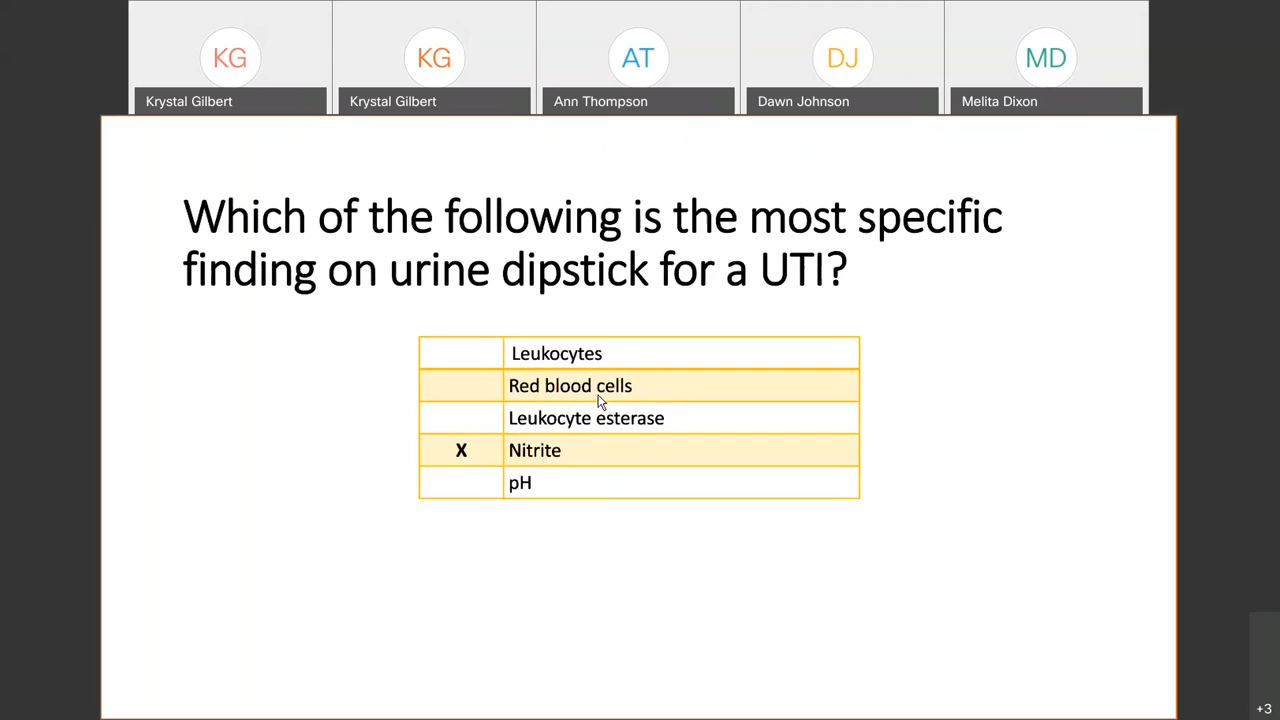 KG
KG
AT
DJ
MD
Krystal Gilbert
Krystal Gilbert
Ann Thompson
Dawn Johnson
Melita Dixon
Which of the following is the most specific
finding on urine dipstick for a UTI?
Leukocytes
Red blood cells
Leukocyte esterase
X Nitrite
pH
+3